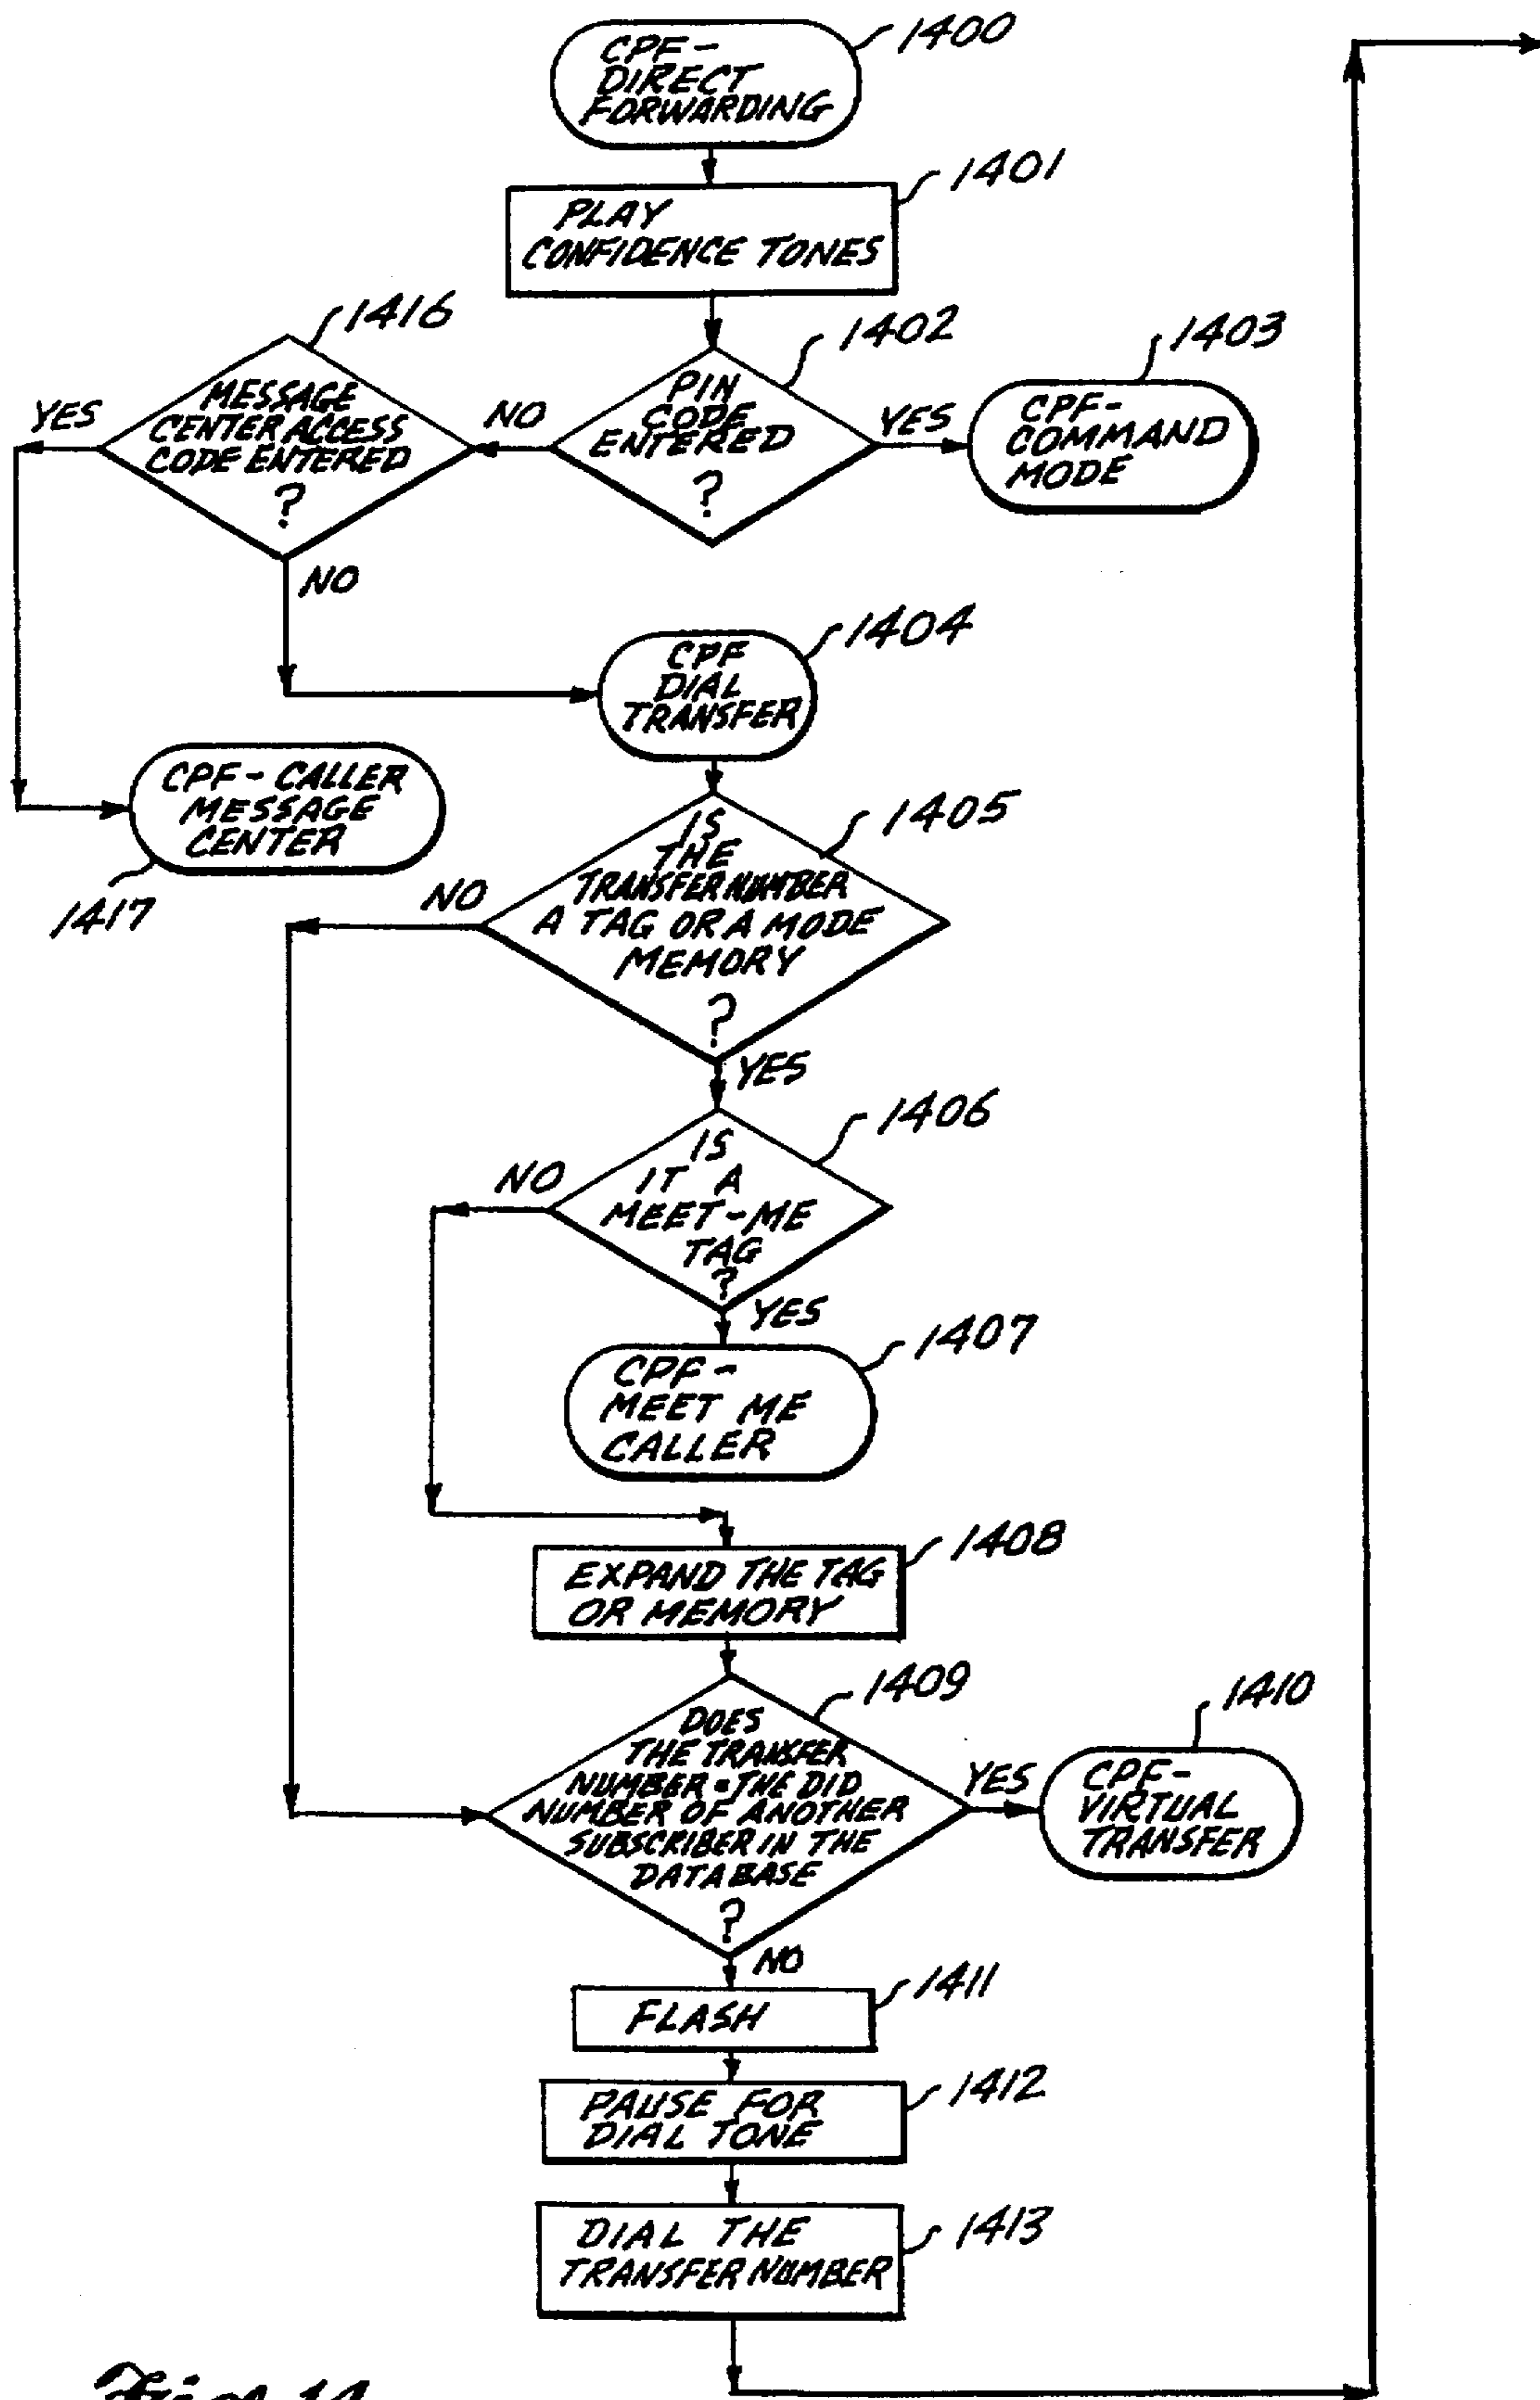 1400
CPF-
DIRECT
FORWARDING
1401
PLAY
CONFIDENCE TONES
1416
1402
1403
MESSAGE
CENTER ACCESS
CODE ENTERED
?
YES
NO
PIN
CODE
ENTERED
?
YES
CPF-
COMMAND
MODE
NO
1404
CPF
DIAL
TRANSFER
CPF-CALLER
MESSAGE
CENTER
1417
1405
IS
THE
TRANSFER NUMBER
A TAG OR A MODE
MEMORY
?
NO
YES
1406
IS
IT A
MEET-ME
TAG
?
NO
YES
1407
CPF-
MEET ME
CALLER
1408
EXPAND THE TAG
OR MEMORY
1409
DOES
THE TRANSFER
NUMBER = THE DID
NUMBER OF ANOTHER
SUBSCRIBER IN THE
DATABASE
?
YES
1410
CPF-
VIRTUAL
TRANSFER
NO
1411
FLASH
1412
PAUSE FOR
DIAL TONE
1413
DIAL THE
TRANSFER NUMBER
Fig. 14